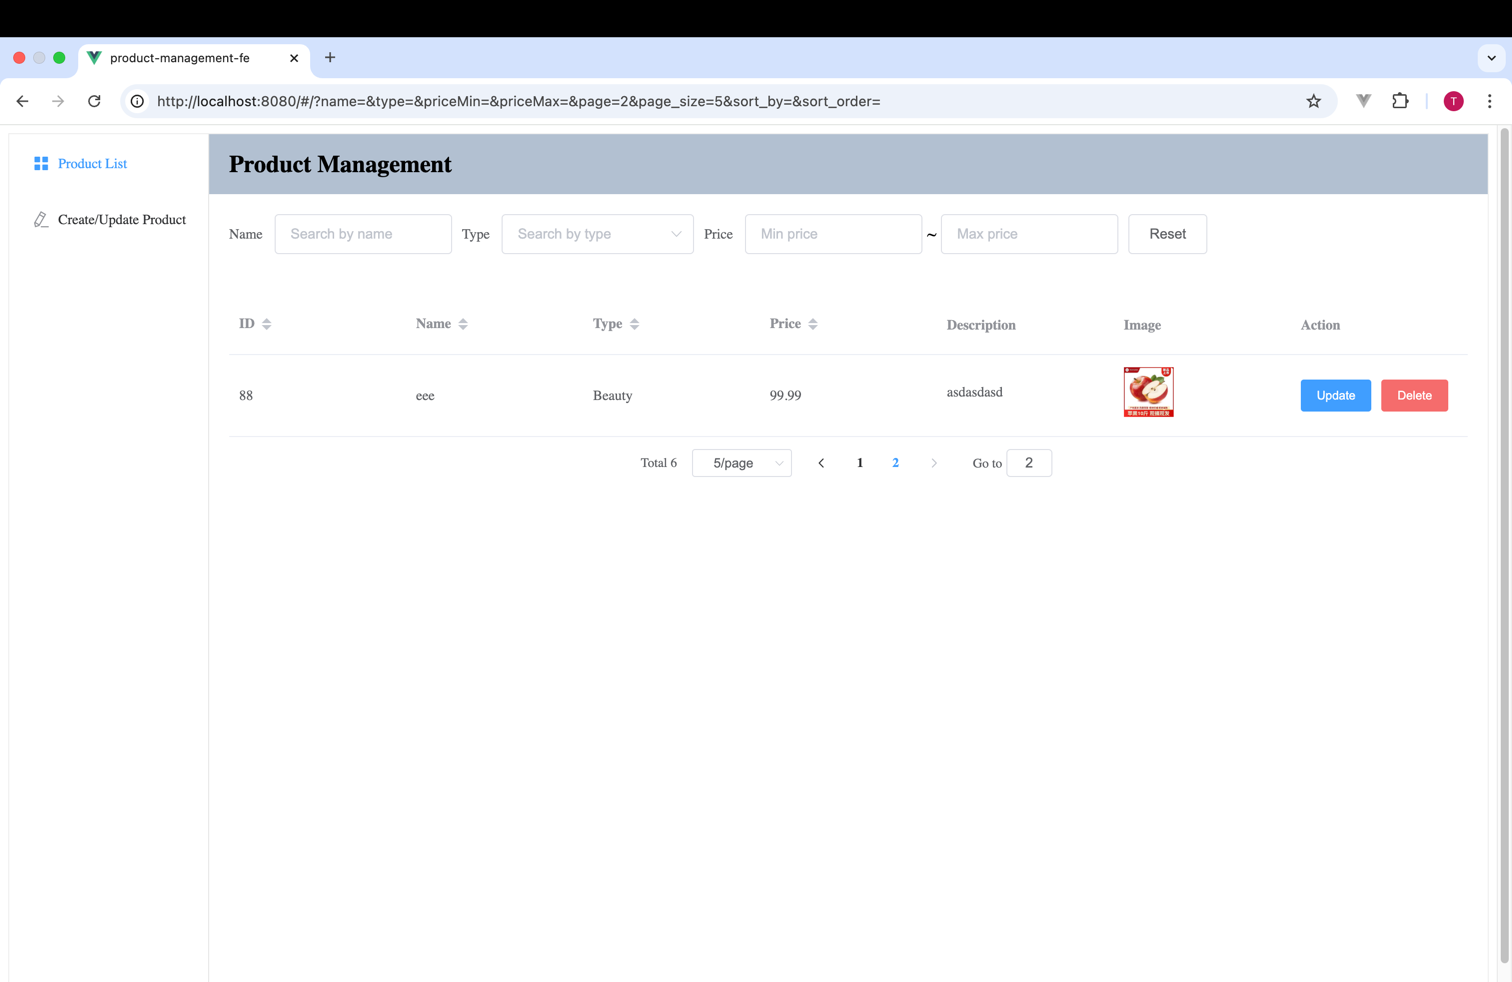 product-management-fe
http://localhost:8080/#/?name=&type=&priceMin=&priceMax=&page=2&page_size=5&sort_by=&sort_order=
T
Product List
Create/Update Product
Product Management
Name Search by name Type Search by type Price Min price ~ Max price Reset
ID Name Type Price Description Image Action
88 eee Beauty 99.99 asdasdasd Update Delete
Total 6 5/page 1 2 Go to 2